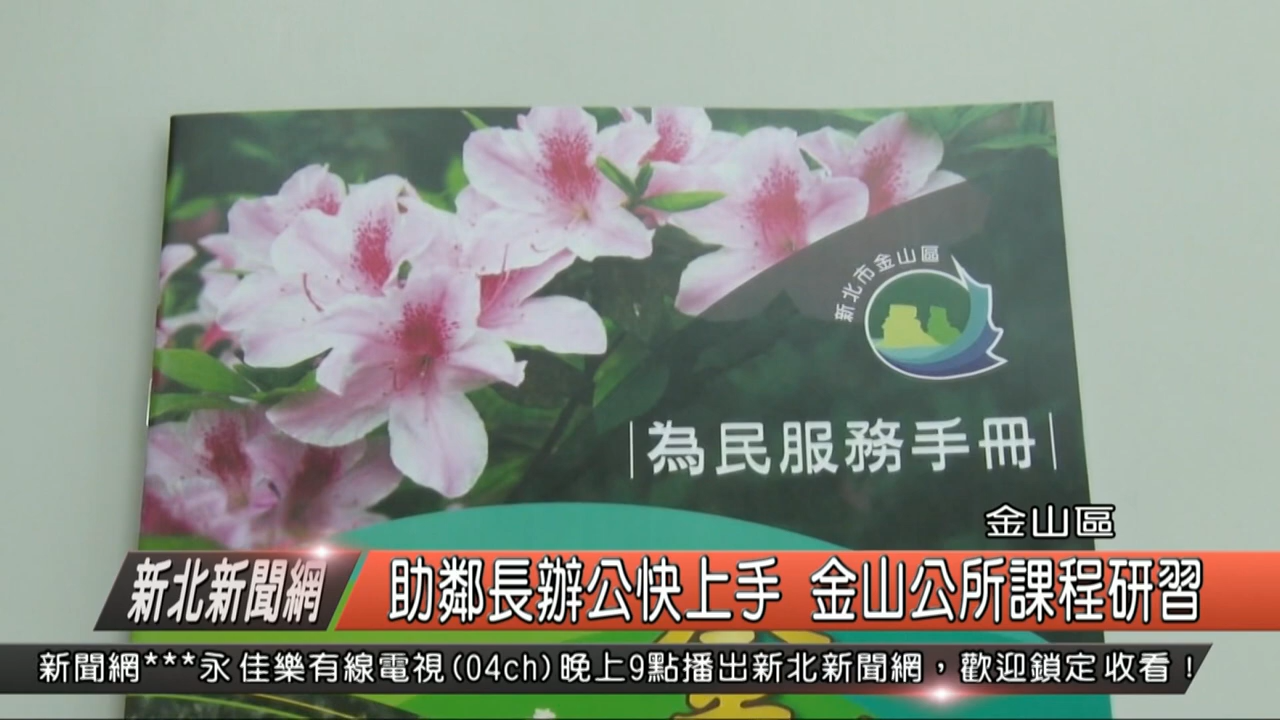 新北市金山區
為民服務手冊
金山區
新北新聞網
助鄰長辦公快上手 金山公所課程研習
新聞網***永佳樂有線電視(04ch)晚上9點播出新北新聞網，歡迎鎖定收看！